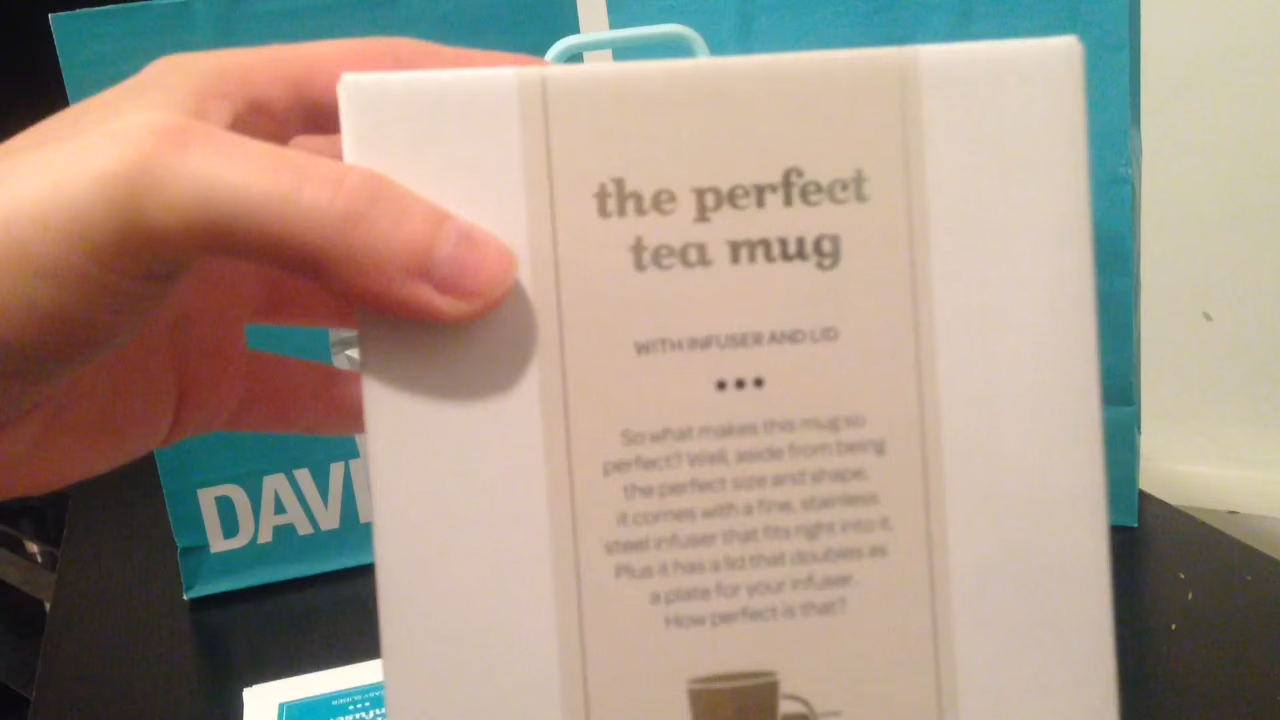 the perfect
tea mug
WITH INFUSER AND LID
So what makes this mug so
perfect? Well, aside from being
the perfect size and shape,
it comes with a fine, stainless
steel infuser that fits right into it.
Plus it has a lid that doubles as
a plate for your infuser.
How perfect is that?
DAVI